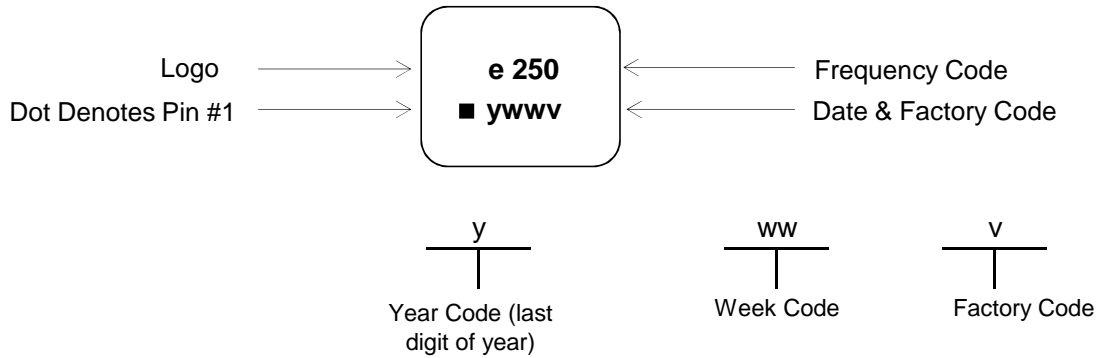 Logo
e 250
Frequency Code
Dot Denotes Pin #1
■ ywwv
Date & Factory Code
y
ww
v
Year Code (last
digit of year)
Week Code
Factory Code